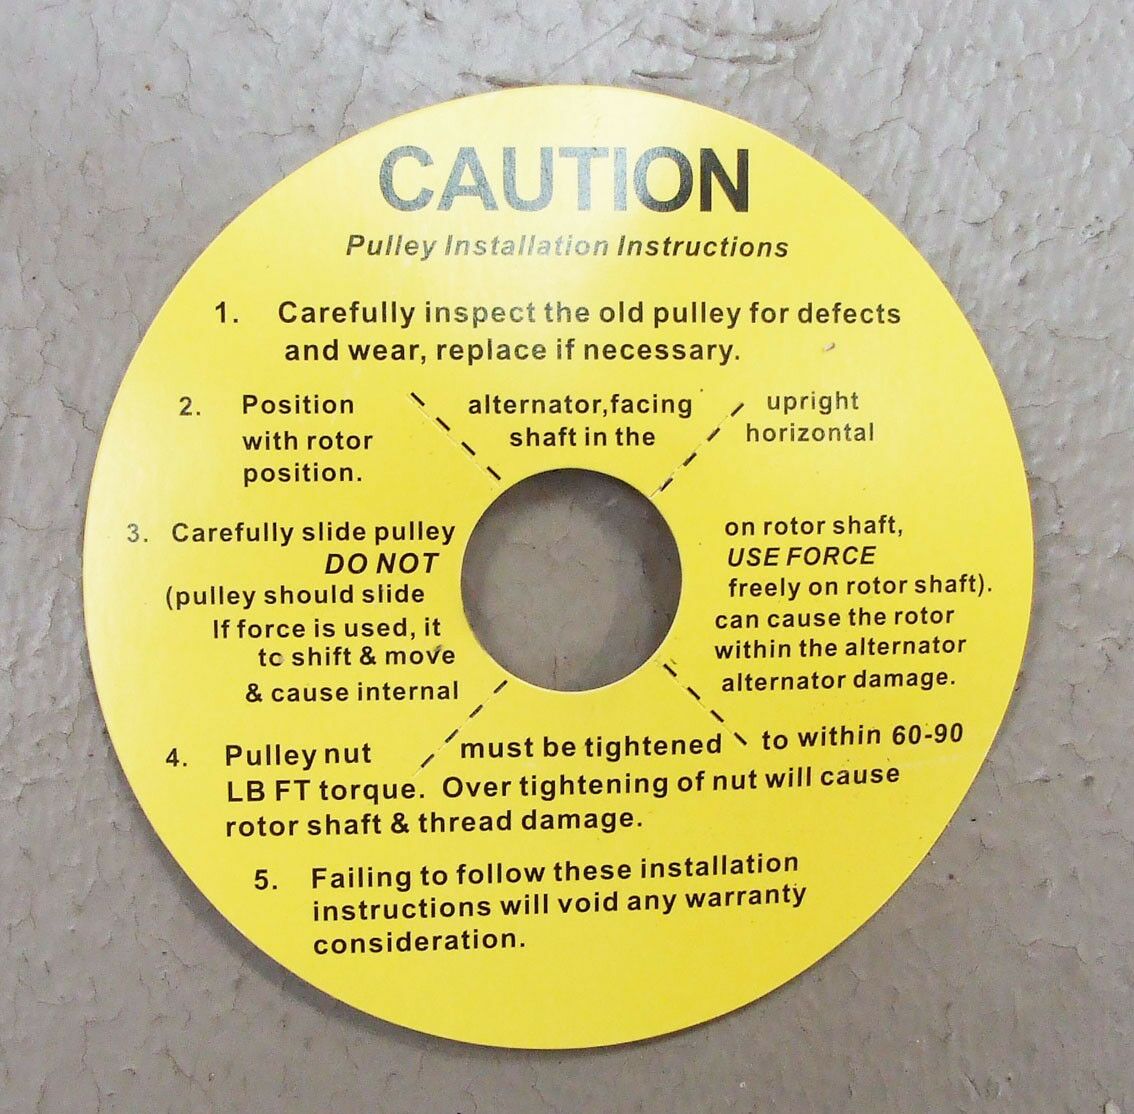 CAUTION
Pulley Installation Instructions
1. Carefully inspect the old pulley for defects
and wear, replace if necessary.
2. Position alternator,facing upright
with rotor shaft in the horizontal
position.
3. Carefully slide pulley on rotor shaft,
DO NOT USE FORCE
(pulley should slide freely on rotor shaft).
If force is used, it can cause the rotor
to shift & move within the alternator
& cause internal alternator damage.
4. Pulley nut must be tightened to within 60-90
LB FT torque. Over tightening of nut will cause
rotor shaft & thread damage.
5. Failing to follow these installation
instructions will void any warranty
consideration.